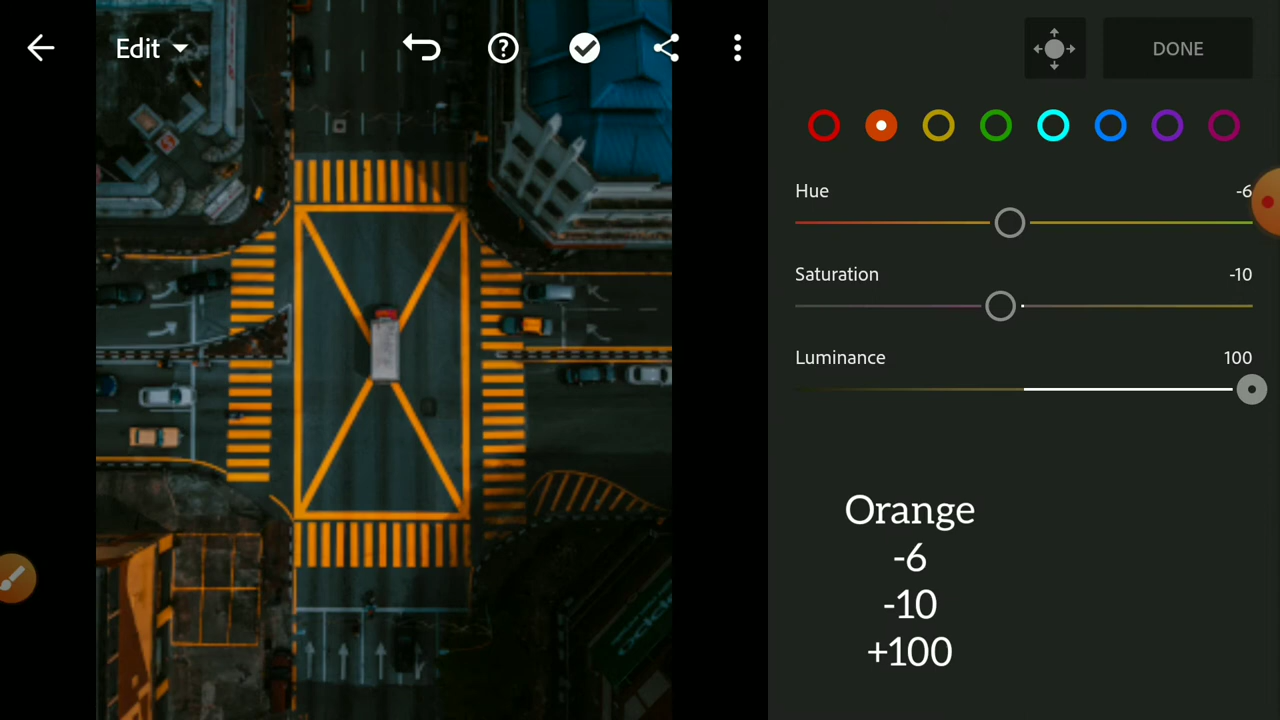 Edit
DONE
Hue
-6
Saturation
-10
Luminance
100
Orange
-6
-10
+100